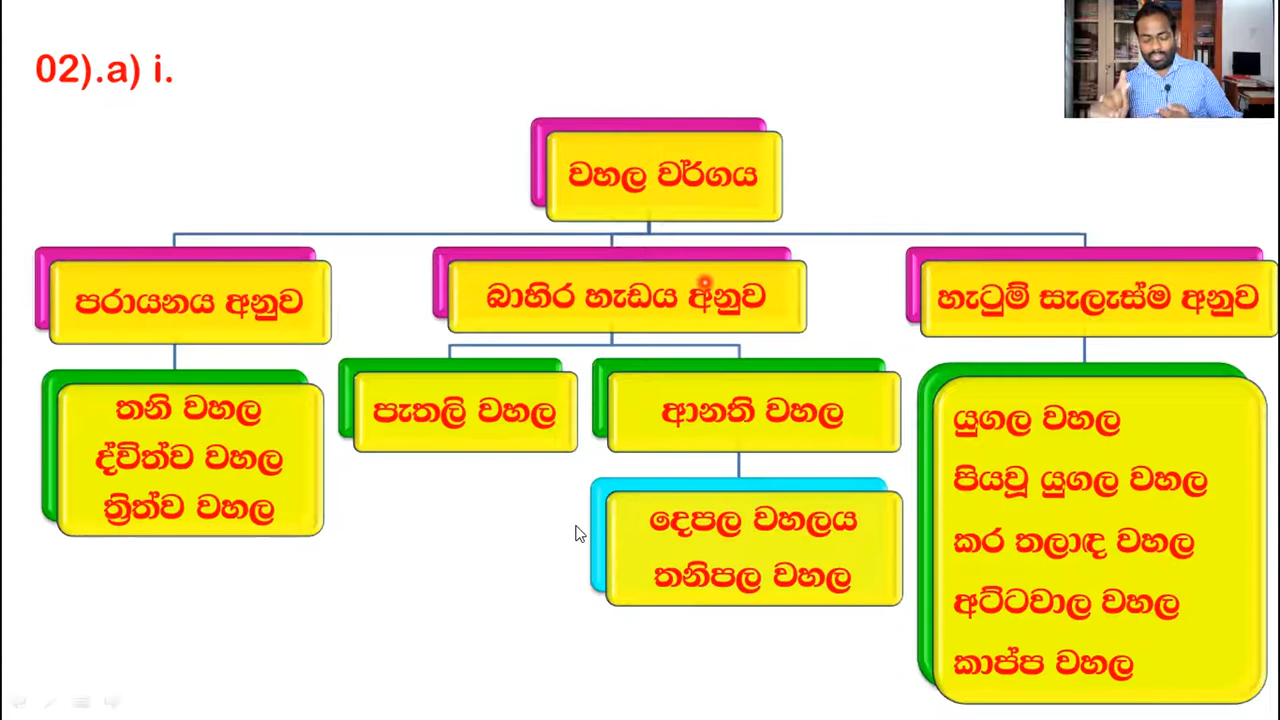 02).a) i.
වහල වර්ගය
පරායනය අනුව
බාහිර හැඩය අනුව
හැටුම් සැලැස්ම අනුව
තනි වහල
ද්විත්ව වහල
ත්‍රිත්ව වහල
පැතලි වහල
ආනති වහල
දෙපල වහලය
තනිපල වහල
යුගල වහල
පියවූ යුගල වහල
කර තලාඳ වහල
අට්ටවාල වහල
කාප්ප වහල